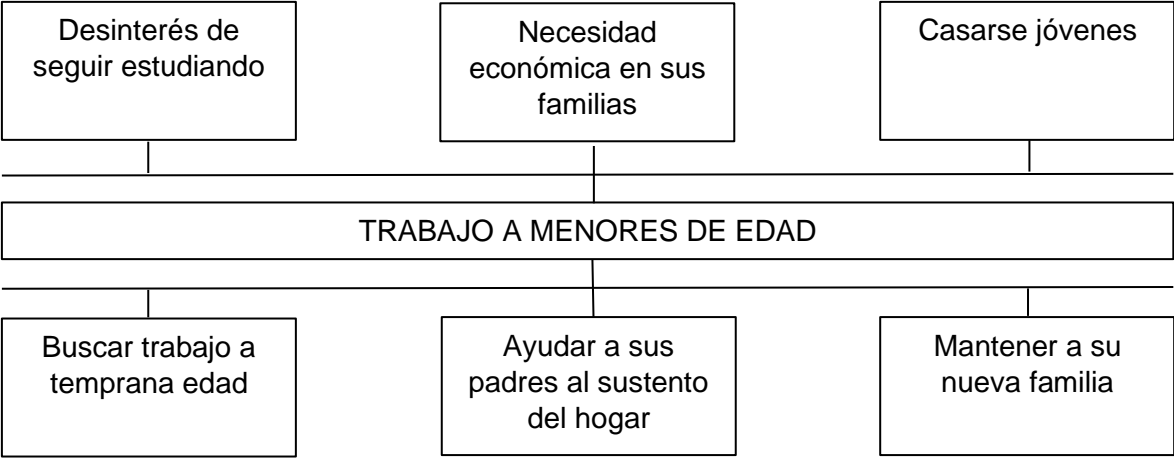 Desinterés de
seguir estudiando
Necesidad
económica en sus
familias
Casarse jóvenes
TRABAJO A MENORES DE EDAD
Buscar trabajo a
temprana edad
Ayudar a sus
padres al sustento
del hogar
Mantener a su
nueva familia